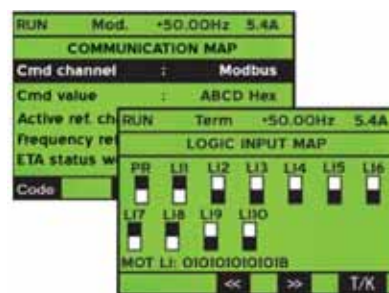 RUN Mod. +50.00Hz 5.4A
COMMUNICATION MAP
Cmd channel : Modbus
Cmd value : ABCD Hex
Active ref. ch
Frequency ref
ETA status w
Code
RUN Term +50.00Hz 5.4A
LOGIC INPUT MAP
PR LI1 LI2 LI3 LI4 LI5 LI6
LI7 LI8 LI9 LI10
MOT LI: 010101010101B
<< >> T/K